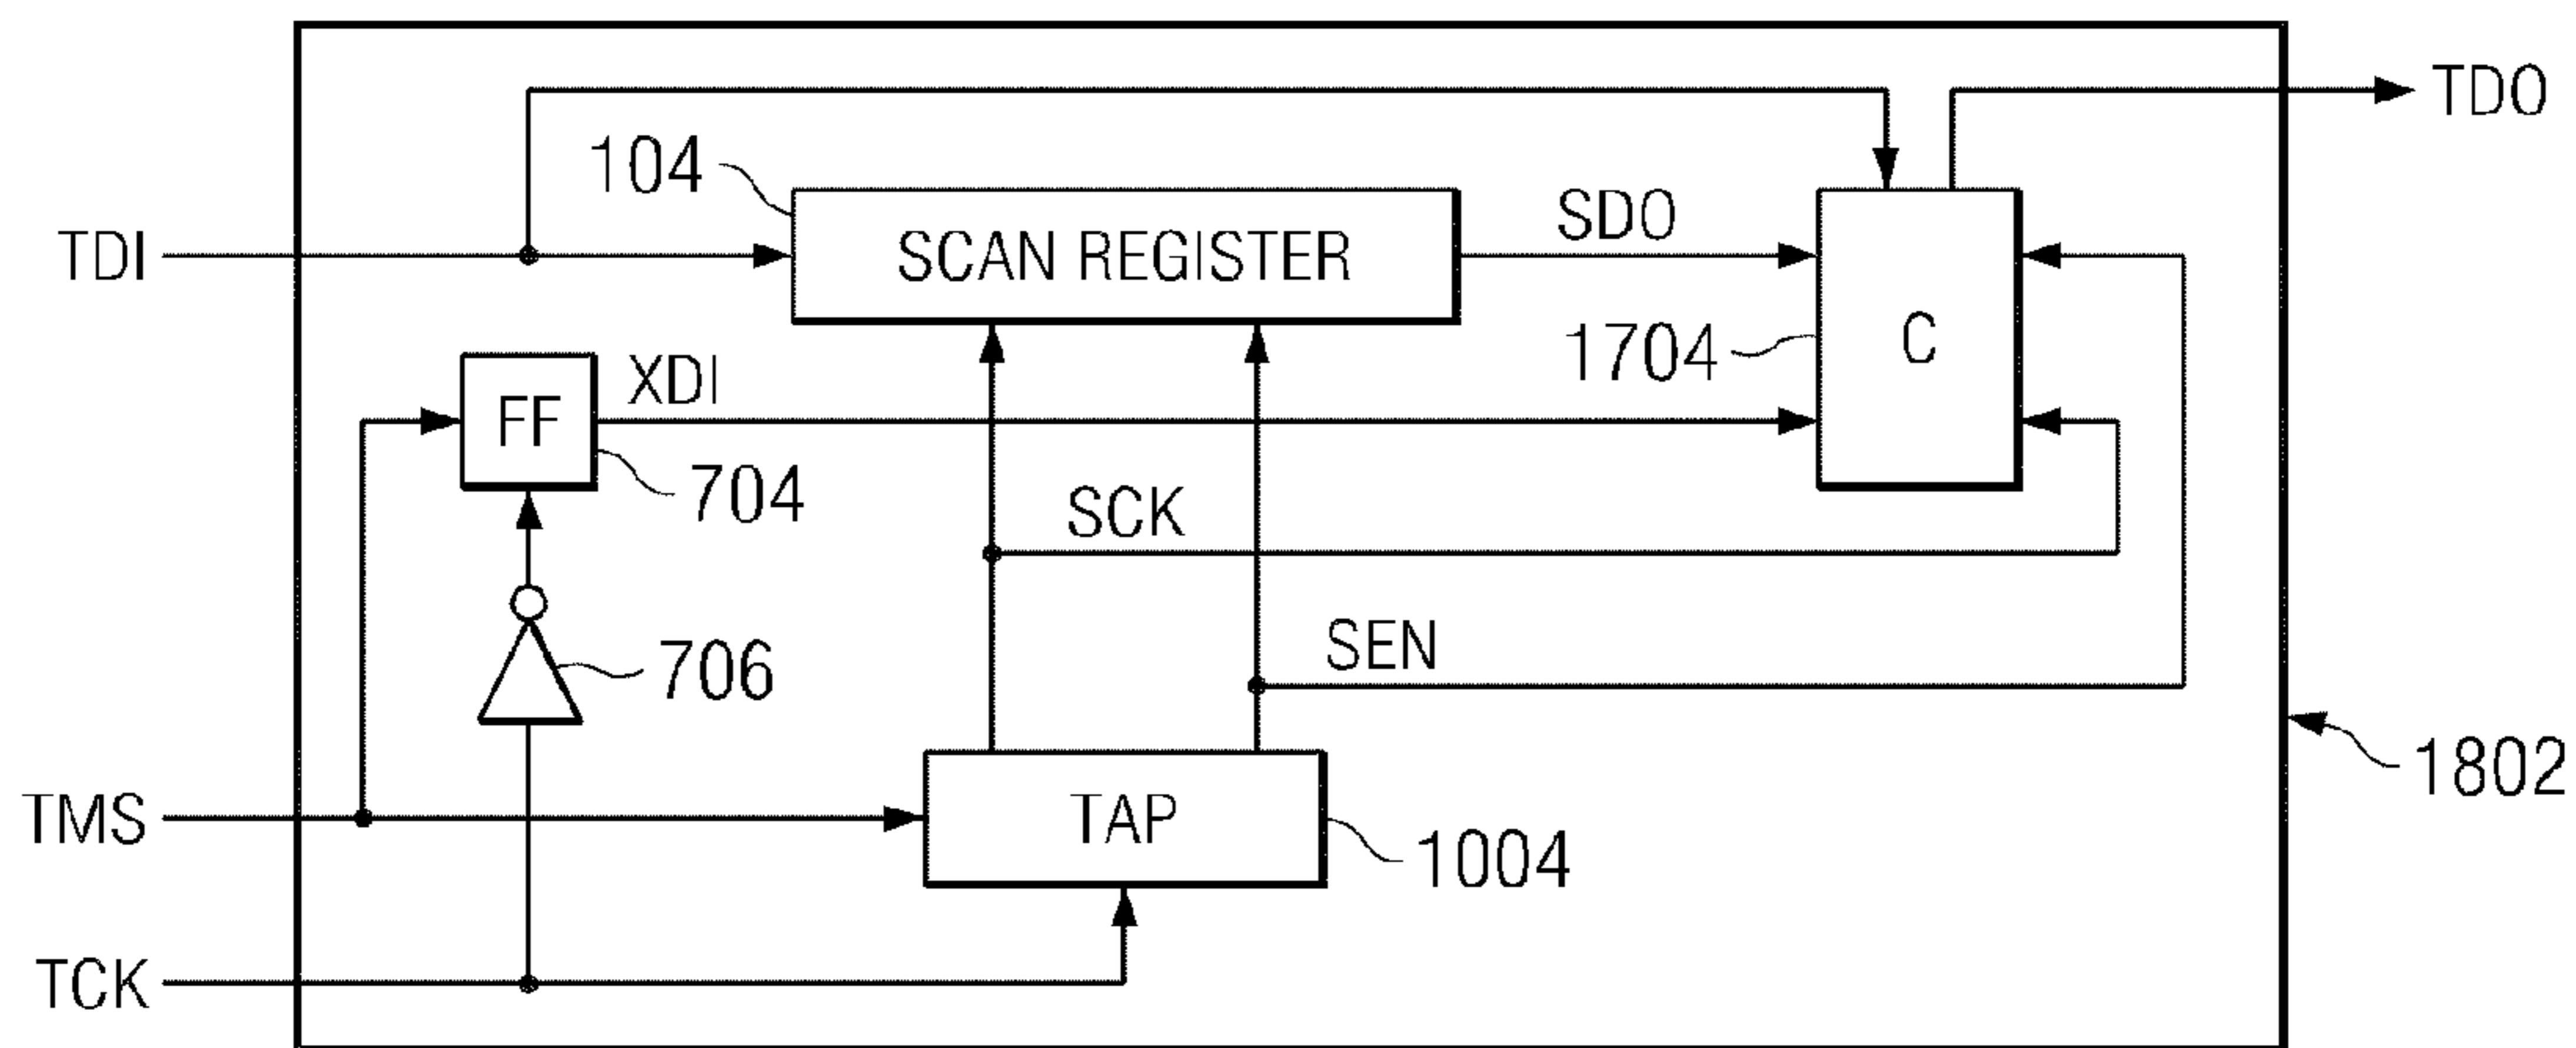 TDO
104
SCAN REGISTER
SDO
TDI
C
1704
XDI
FF
704
SCK
SEN
706
1802
TMS
TAP
1004
TCK